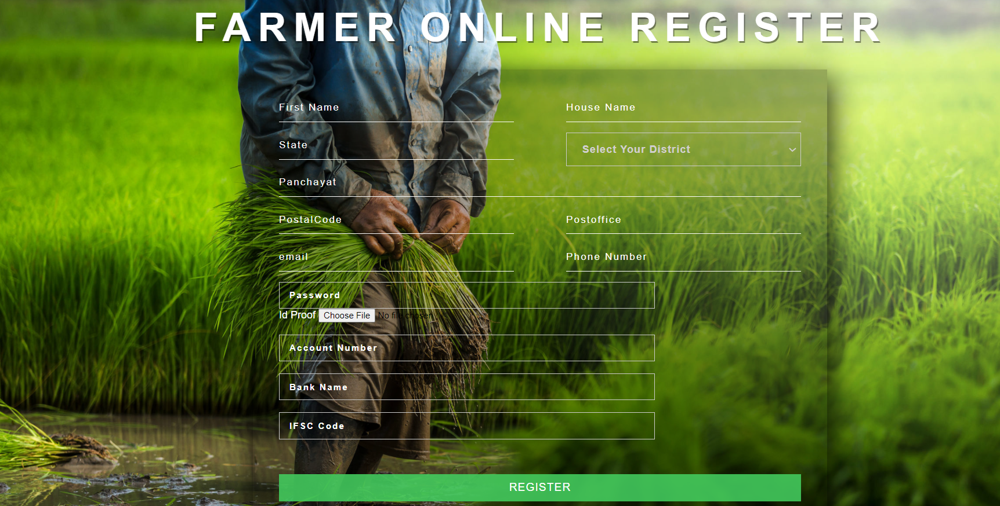 FARMER ONLINE REGISTER
First Name House Name
State Select Your District
Panchayat
PostalCode Postoffice
email Phone Number
Password
Id Proof Choose File No file chosen
Account Number
Bank Name
IFSC Code
REGISTER